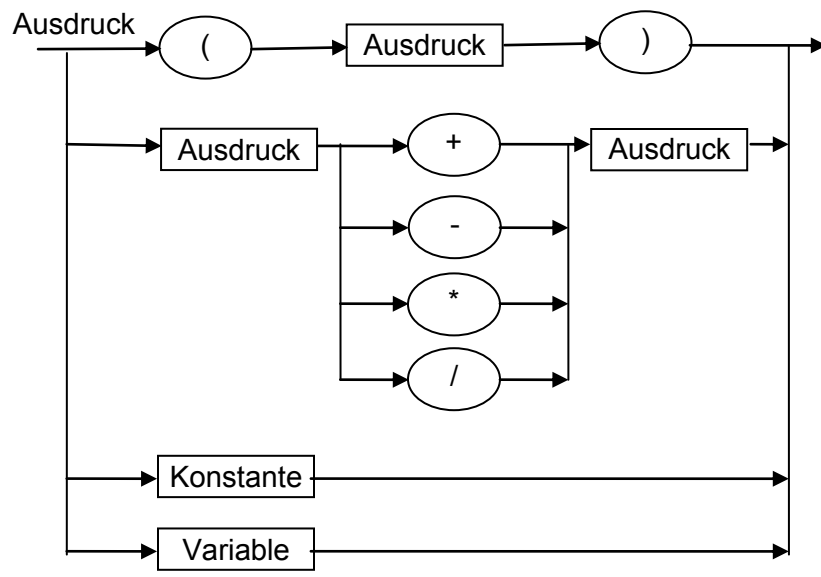 Ausdruck
( Ausdruck )
Ausdruck + Ausdruck
-
*
/
Konstante
Variable